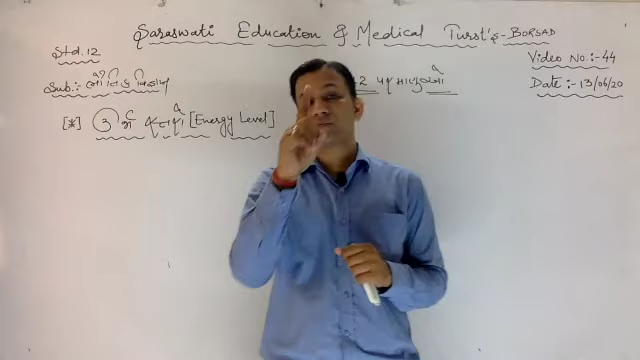 Saraswati Education & Medical Turst's - BORSAD
Std.12
Video No:-44
Sub:- ભૌતિક વિજ્ઞાન
2 પરમાણુઓ
Date:- 13/06/20
[*] ઊર્જા સ્તરો [Energy Level]